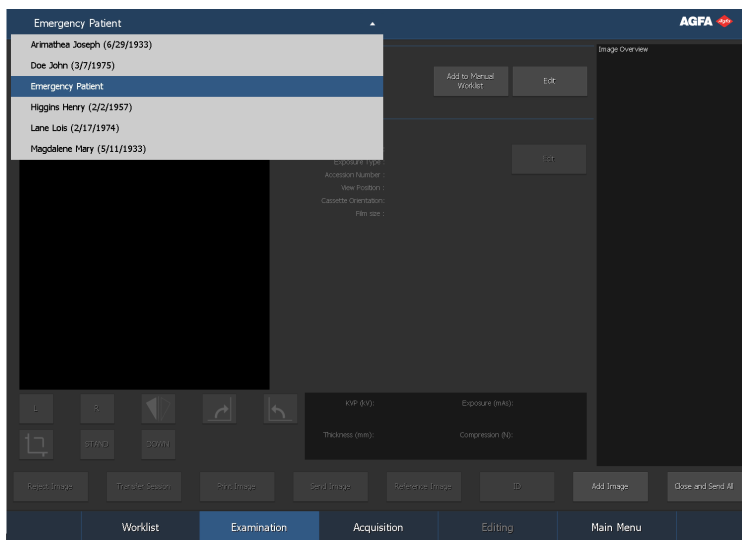 Emergency Patient
AGFA
Arimathea Joseph (6/29/1933)
Doe John (3/7/1975)
Emergency Patient
Higgins Henry (2/2/1957)
Lane Lois (2/17/1974)
Magdalene Mary (5/11/1933)
Add to Manual
Worklist
Edit
Image Overview
Exposure Type :
Edit
Accession Number :
View Position :
Cassette Orientation:
Film size :
L
R
STAND
DOWN
KVP (kV):
Exposure (mAs):
Thickness (mm):
Compression (N):
Reject Image
Transfer Session
Print Image
Send Image
Reference Image
ID
Add Image
Close and Send All
Worklist
Examination
Acquisition
Editing
Main Menu